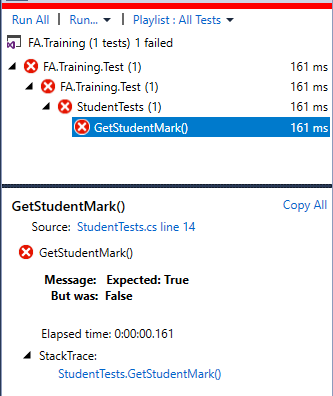 Run All | Run... | Playlist : All Tests
FA.Training (1 tests) 1 failed
FA.Training.Test (1) 161 ms
FA.Training.Test (1) 161 ms
StudentTests (1) 161 ms
GetStudentMark() 161 ms
GetStudentMark() Copy All
Source: StudentTests.cs line 14
GetStudentMark()
Message: Expected: True
But was: False
Elapsed time: 0:00:00.161
StackTrace:
StudentTests.GetStudentMark()